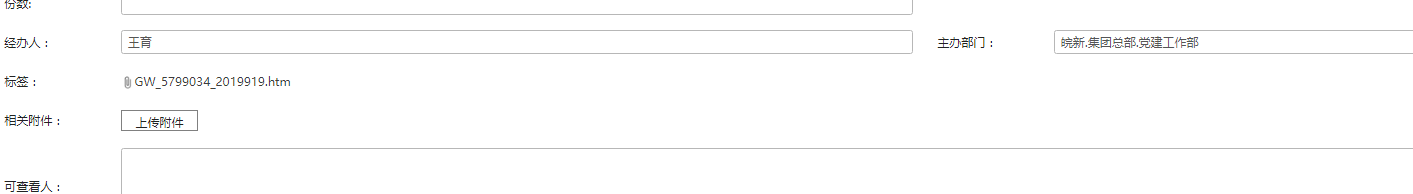 份数:
经办人： 王育 主办部门： 皖新.集团总部.党建工作部
标签： GW_5799034_2019919.htm
相关附件： 上传附件
可查看人：